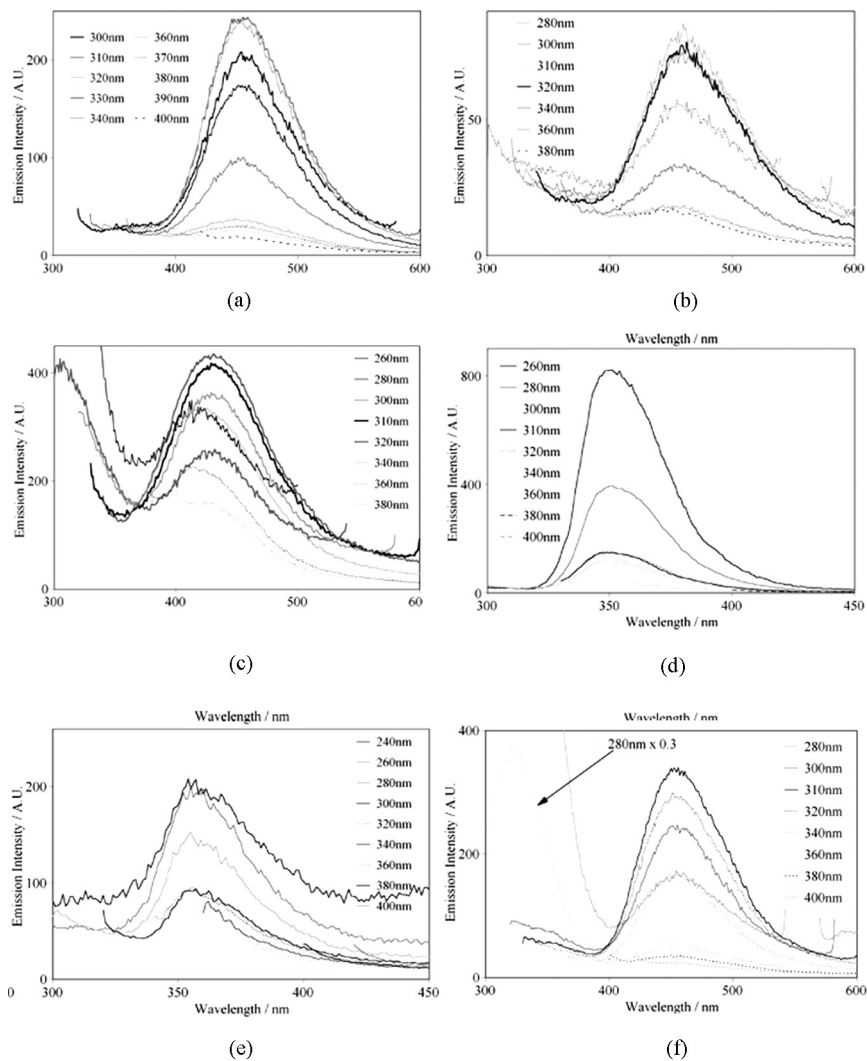 Emission Intensity / A.U.
200
100
0
300nm 360nm
310nm 370nm
320nm 380nm
330nm 390nm
340nm 400nm
300 400 500 600
(a)
Emission Intensity / A.U.
50
0
280nm
300nm
310nm
320nm
340nm
360nm
380nm
300 400 500 600
(b)
Emission Intensity / A.U.
400
200
0
260nm
280nm
300nm
310nm
320nm
340nm
360nm
380nm
300 400 500 600
(c)
Wavelength / nm
Emission Intensity / A.U.
800
400
0
260nm
280nm
300nm
310nm
320nm
340nm
360nm
380nm
400nm
300 350 400 450
Wavelength / nm
(d)
Wavelength / nm
Emission Intensity / A.U.
200
100
0
240nm
260nm
280nm
300nm
320nm
340nm
360nm
380nm
400nm
0 300 350 400 450
Wavelength / nm
(e)
Wavelength / nm
Emission Intensity / A.U.
400
200
0
280nm x 0.3
280nm
300nm
310nm
320nm
340nm
360nm
380nm
400nm
300 400 500 600
Wavelength / nm
(f)